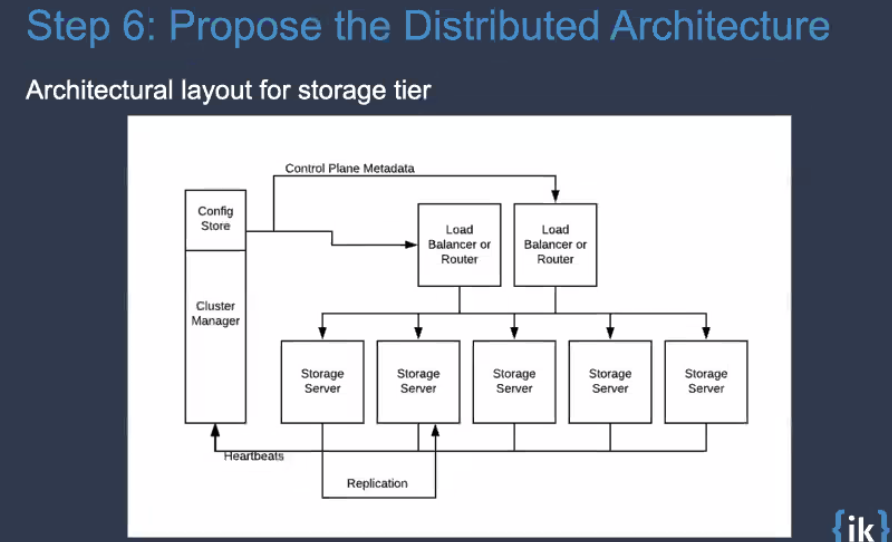 Step 6: Propose the Distributed Architecture
Architectural layout for storage tier
Control Plane Metadata
Config
Store
Load
Balancer or
Router
Load
Balancer or
Router
Cluster
Manager
Storage
Server
Storage
Server
Storage
Server
Storage
Server
Storage
Server
Heartbeats
Replication
{ik}